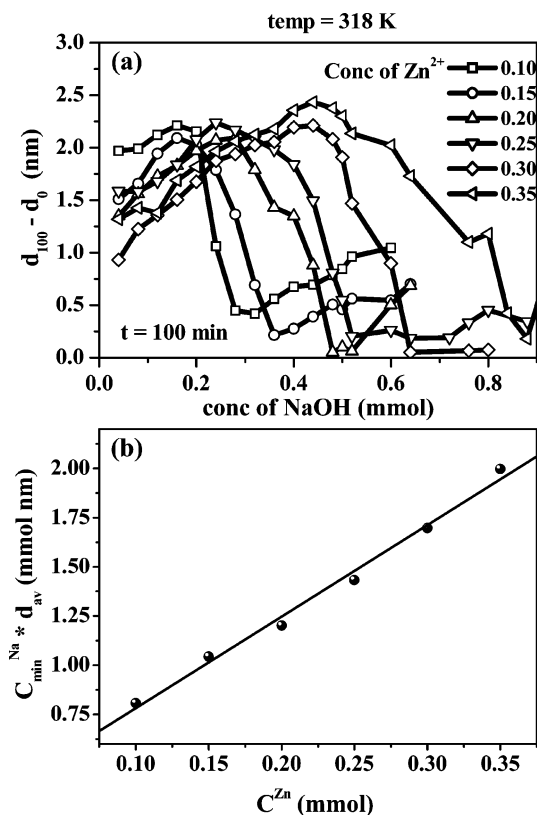 temp = 318 K
(a)
Conc of Zn²⁺
0.10
0.15
0.20
0.25
0.30
0.35
t = 100 min
d₁₀₀ - d₀ (nm)
3.0
2.5
2.0
1.5
1.0
0.5
0.0
0.0 0.2 0.4 0.6 0.8
conc of NaOH (mmol)
(b)
C_min^Na * d_av (mmol nm)
2.00
1.75
1.50
1.25
1.00
0.75
0.10 0.15 0.20 0.25 0.30 0.35
C^Zn (mmol)